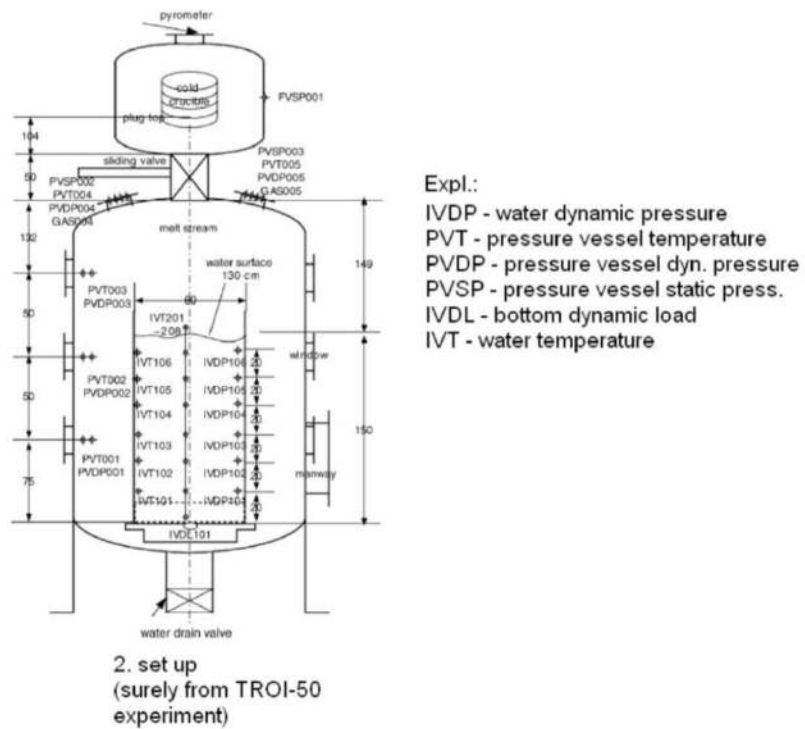 pyrometer
cold
crucible
PVSP001
plug top
104
sliding valve
50
PVSP003
PVT005
PVDP005
GAS005
PVSP002
PVT004
PVDP004
GAS004
melt stream
132
149
water surface
130 cm
PVT003
PVDP003
60
IVT201
~206
50
window
IVT106
IVDP106
20
PVT002
PVDP002
IVT105
IVDP105
20
IVT104
IVDP104
20
50
150
IVT103
IVDP103
20
PVT001
PVDP001
IVT102
IVDP102
20
manway
75
IVT101
IVDP101
20
IVDL101
water drain valve
2. set up
(surely from TROI-50
experiment)
Expl.:
IVDP - water dynamic pressure
PVT - pressure vessel temperature
PVDP - pressure vessel dyn. pressure
PVSP - pressure vessel static press.
IVDL - bottom dynamic load
IVT - water temperature